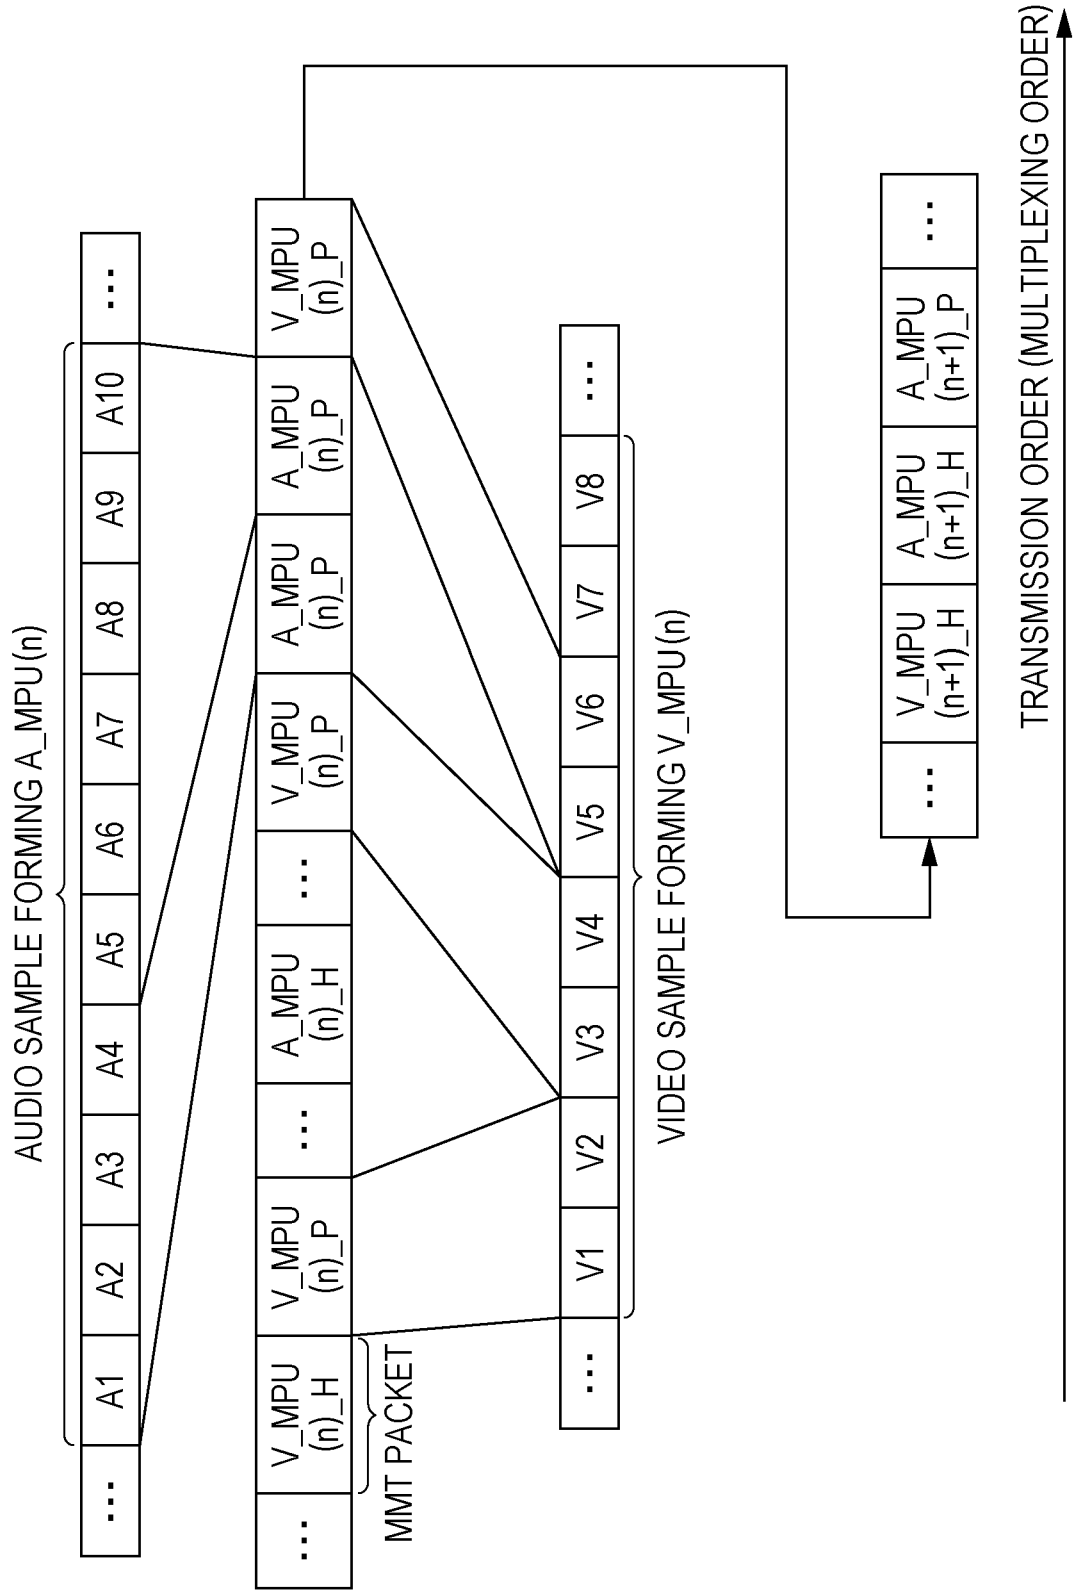 AUDIO SAMPLE FORMING A_MPU(n)
... A1 A2 A3 A4 A5 A6 A7 A8 A9 A10 ...
... V_MPU (n)_H V_MPU (n)_P ... A_MPU (n)_H ... V_MPU (n)_P A_MPU (n)_P A_MPU (n)_P V_MPU (n)_P
MMT PACKET
... V1 V2 V3 V4 V5 V6 V7 V8 ...
VIDEO SAMPLE FORMING V_MPU(n)
... V_MPU (n+1)_H A_MPU (n+1)_H A_MPU (n+1)_P ...
TRANSMISSION ORDER (MULTIPLEXING ORDER)